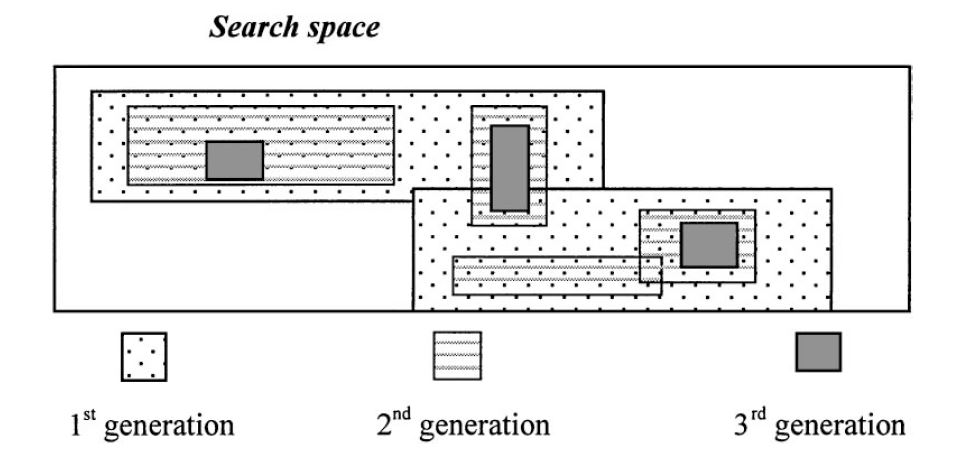 Search space
1st generation
2nd generation
3rd generation